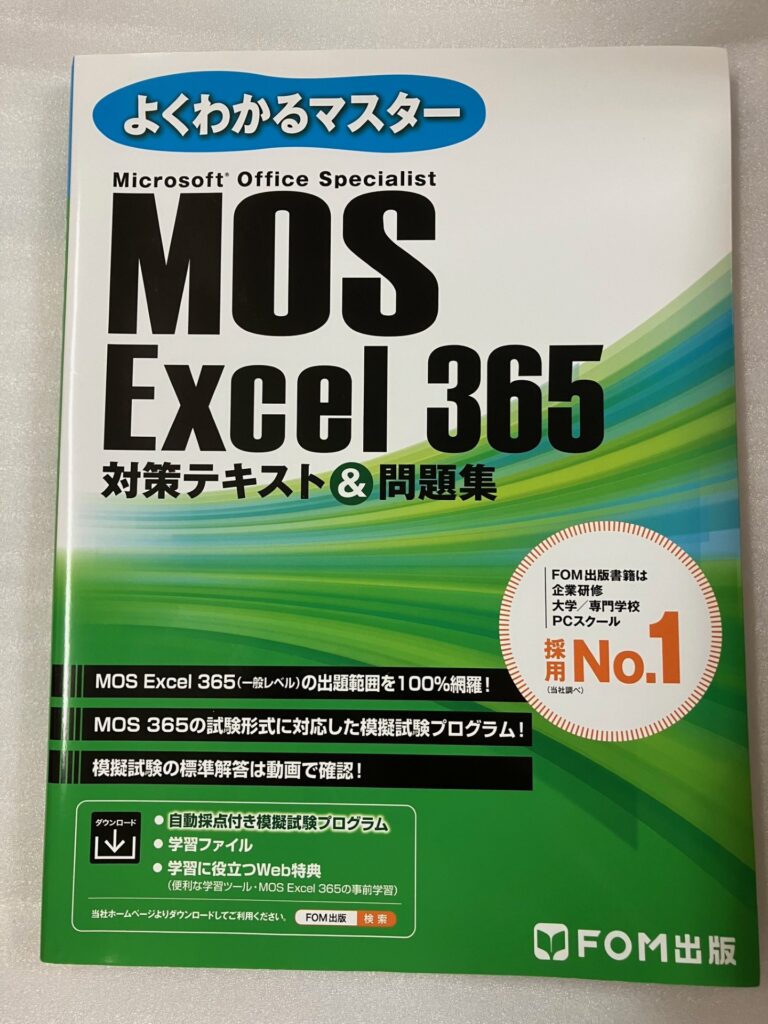 よくわかるマスター
Microsoft® Office Specialist
MOS
Excel 365
対策テキスト&問題集
FOM出版書籍は
企業研修
大学／専門学校
PCスクール
採用 No.1
(当社調べ)
MOS Excel 365(一般レベル)の出題範囲を100%網羅！
MOS 365の試験形式に対応した模擬試験プログラム！
模擬試験の標準解答は動画で確認！
ダウンロード
● 自動採点付き模擬試験プログラム
● 学習ファイル
● 学習に役立つWeb特典
(便利な学習ツール・MOS Excel 365の事前学習)
当社ホームページよりダウンロードしてご利用ください。 FOM出版 検索
FOM出版